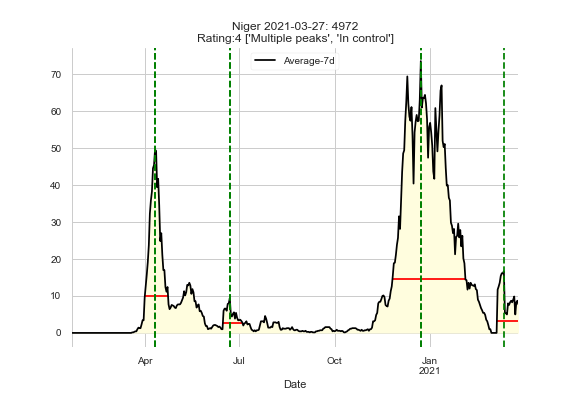 Niger 2021-03-27: 4972
Rating:4 ['Multiple peaks', 'In control']
Average-7d
70
60
50
40
30
20
10
0
Apr
Jul
Oct
Jan
2021
Date